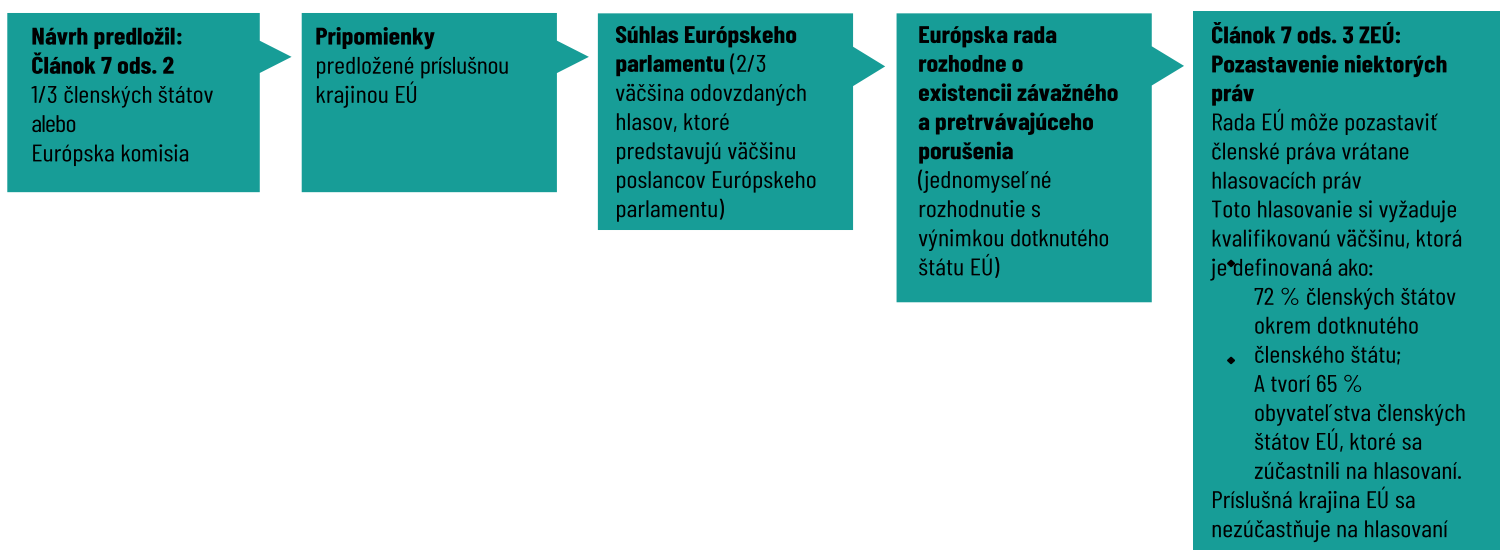 Návrh predložil:
Článok 7 ods. 2
1/3 členských štátov
alebo
Európska komisia
Pripomienky
predložené príslušnou
krajinou EÚ
Súhlas Európskeho
parlamentu (2/3
väčšina odovzdaných
hlasov, ktoré
predstavujú väčšinu
poslancov Európskeho
parlamentu)
Európska rada
rozhodne o
existencii závažného
a pretrvávajúceho
porušenia
(jednomyseľné
rozhodnutie s
výnimkou dotknutého
štátu EÚ)
Článok 7 ods. 3 ZEÚ:
Pozastavenie niektorých
práv
Rada EÚ môže pozastaviť
členské práva vrátane
hlasovacích práv
Toto hlasovanie si vyžaduje
kvalifikovanú väčšinu, ktorá
je definovaná ako:
72 % členských štátov
okrem dotknutého
členského štátu;
A tvorí 65 %
obyvateľstva členských
štátov EÚ, ktoré sa
zúčastnili na hlasovaní.
Príslušná krajina EÚ sa
nezúčastňuje na hlasovaní